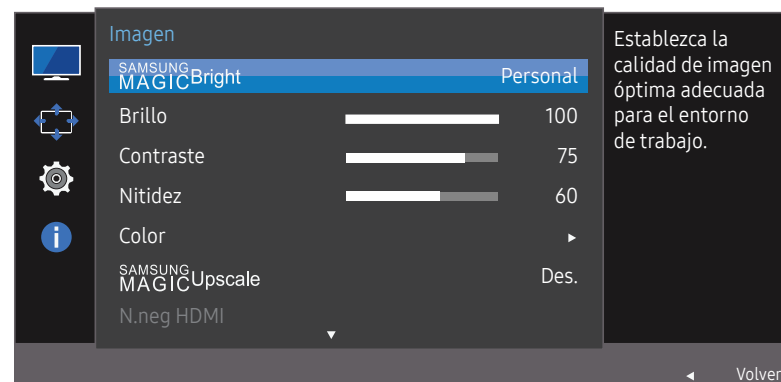 Imagen
SAMSUNG
MAGICBright Personal
Brillo 100
Contraste 75
Nitidez 60
Color
SAMSUNG
MAGICUpscale Des.
N.neg HDMI
Establezca la
calidad de imagen
óptima adecuada
para el entorno
de trabajo.
Volver